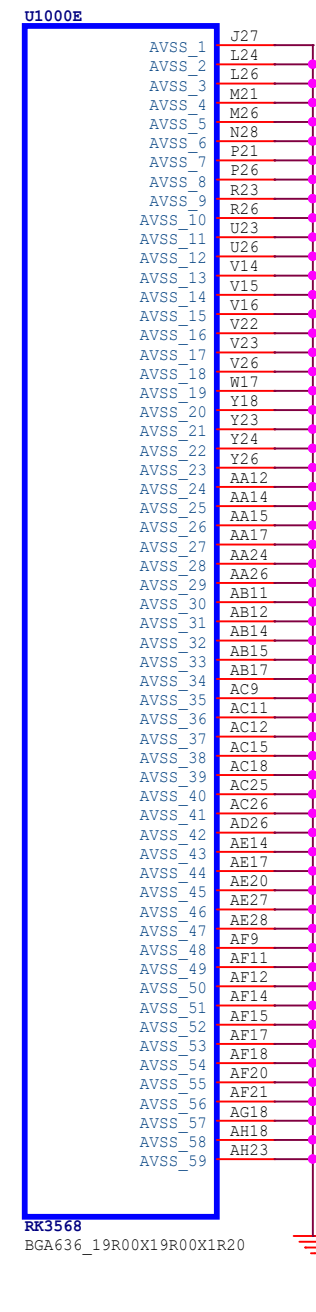 U1000E
AVSS_1 J27
AVSS_2 L24
AVSS_3 L26
AVSS_4 M21
AVSS_5 M26
AVSS_6 N28
AVSS_7 P21
AVSS_8 P26
AVSS_9 R23
AVSS_10 R26
AVSS_11 U23
AVSS_12 U26
AVSS_13 V14
AVSS_14 V15
AVSS_15 V16
AVSS_16 V22
AVSS_17 V23
AVSS_18 V26
AVSS_19 W17
AVSS_20 Y18
AVSS_21 Y23
AVSS_22 Y24
AVSS_23 Y26
AVSS_24 AA12
AVSS_25 AA14
AVSS_26 AA15
AVSS_27 AA17
AVSS_28 AA24
AVSS_29 AA26
AVSS_30 AB11
AVSS_31 AB12
AVSS_32 AB14
AVSS_33 AB15
AVSS_34 AB17
AVSS_35 AC9
AVSS_36 AC11
AVSS_37 AC12
AVSS_38 AC15
AVSS_39 AC18
AVSS_40 AC25
AVSS_41 AC26
AVSS_42 AD26
AVSS_43 AE14
AVSS_44 AE17
AVSS_45 AE20
AVSS_46 AE27
AVSS_47 AE28
AVSS_48 AF9
AVSS_49 AF11
AVSS_50 AF12
AVSS_51 AF14
AVSS_52 AF15
AVSS_53 AF17
AVSS_54 AF18
AVSS_55 AF20
AVSS_56 AF21
AVSS_57 AG18
AVSS_58 AH18
AVSS_59 AH23
RK3568
BGA636_19R00X19R00X1R20